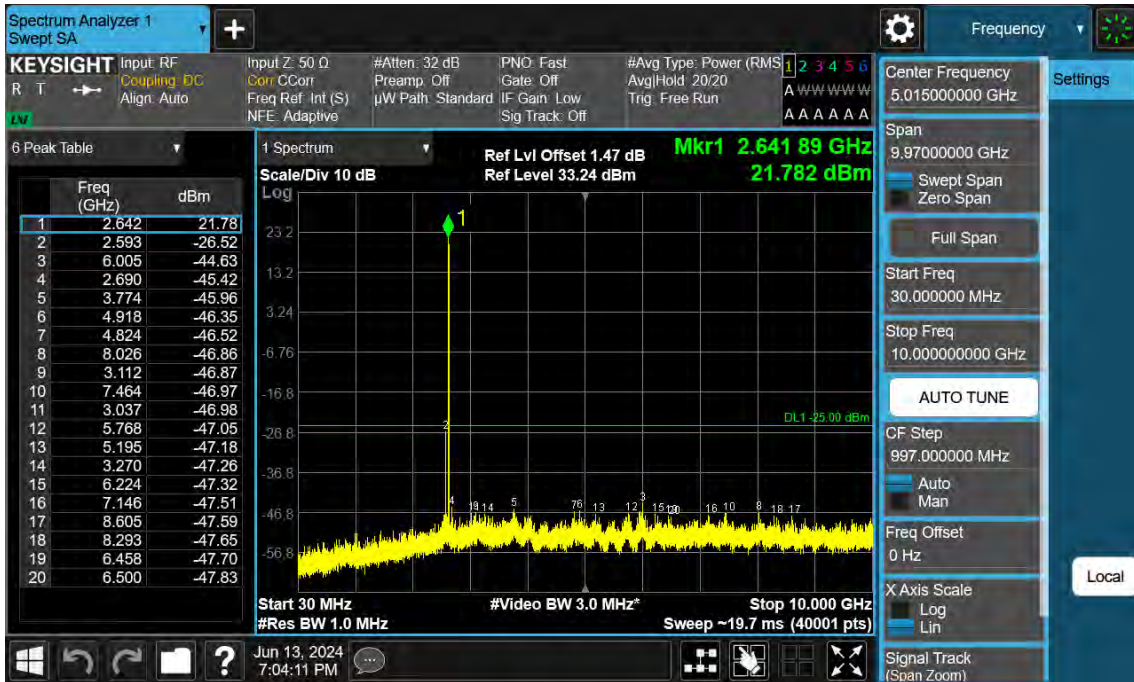 Spectrum Analyzer 1
Swept SA
+
Frequency
KEYSIGHT
R T
Input: RF
Coupling: DC
Align: Auto
Input Z: 50 Ω
Corr CCorr
Freq Ref: Int (S)
NFE: Adaptive
#Atten: 32 dB
Preamp: Off
µW Path: Standard
PNO: Fast
Gate: Off
IF Gain: Low
Sig Track: Off
#Avg Type: Power (RMS
Avg|Hold: 20/20
Trig: Free Run
1 2 3 4 5 6
A W W W W W
A A A A A A
6 Peak Table
Freq
(GHz) dBm
1 2.642 21.78
2 2.593 -26.52
3 6.005 -44.63
4 2.690 -45.42
5 3.774 -45.96
6 4.918 -46.35
7 4.824 -46.52
8 8.026 -46.86
9 3.112 -46.87
10 7.464 -46.97
11 3.037 -46.98
12 5.768 -47.05
13 5.195 -47.18
14 3.270 -47.26
15 6.224 -47.32
16 7.146 -47.51
17 8.605 -47.59
18 8.293 -47.65
19 6.458 -47.70
20 6.500 -47.83
1 Spectrum
Scale/Div 10 dB
Ref Lvl Offset 1.47 dB
Ref Level 33.24 dBm
Mkr1 2.641 89 GHz
21.782 dBm
Log
1
23.2
13.2
3.24
-6.76
-16.8
DL1 -25.00 dBm
-26.8
2
-36.8
-46.8
4 14 5 13 12 3 16 10 8 18 17
-56.8
Start 30 MHz
#Video BW 3.0 MHz*
Stop 10.000 GHz
#Res BW 1.0 MHz
Sweep ~19.7 ms (40001 pts)
Center Frequency
5.015000000 GHz
Span
9.97000000 GHz
Swept Span
Zero Span
Full Span
Start Freq
30.000000 MHz
Stop Freq
10.000000000 GHz
AUTO TUNE
CF Step
997.000000 MHz
Auto
Man
Freq Offset
0 Hz
X Axis Scale
Log
Lin
Signal Track
(Span Zoom)
Settings
Local
?
Jun 13, 2024
7:04:11 PM